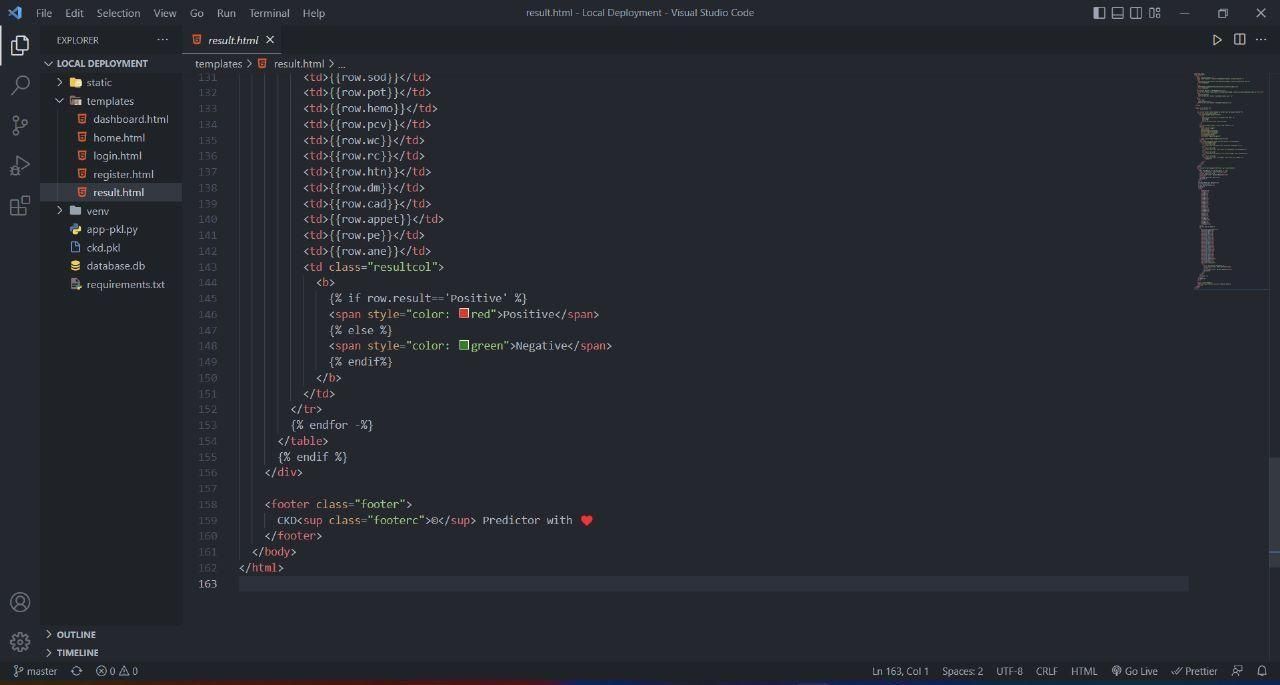 File Edit Selection View Go Run Terminal Help
result.html - Local Deployment - Visual Studio Code
EXPLORER
LOCAL DEPLOYMENT
static
templates
dashboard.html
home.html
login.html
register.html
result.html
venv
app-pkl.py
ckd.pkl
database.db
requirements.txt
OUTLINE
TIMELINE
result.html
templates > result.html > ...
131 <td>{{row.sod}}</td>
132 <td>{{row.pot}}</td>
133 <td>{{row.hemo}}</td>
134 <td>{{row.pcv}}</td>
135 <td>{{row.wc}}</td>
136 <td>{{row.rc}}</td>
137 <td>{{row.htn}}</td>
138 <td>{{row.dm}}</td>
139 <td>{{row.cad}}</td>
140 <td>{{row.appet}}</td>
141 <td>{{row.pe}}</td>
142 <td>{{row.ane}}</td>
143 <td class="resultcol">
144 <b>
145 {% if row.result=='Positive' %}
146 <span style="color: red">Positive</span>
147 {% else %}
148 <span style="color: green">Negative</span>
149 {% endif%}
150 </b>
151 </td>
152 </tr>
153 {% endfor -%}
154 </table>
155 {% endif %}
156 </div>
157
158 <footer class="footer">
159 CKD<sup class="footerc">©</sup> Predictor with ❤️
160 </footer>
161 </body>
162 </html>
163
master 0 0
Ln 163, Col 1 Spaces: 2 UTF-8 CRLF HTML Go Live Prettier